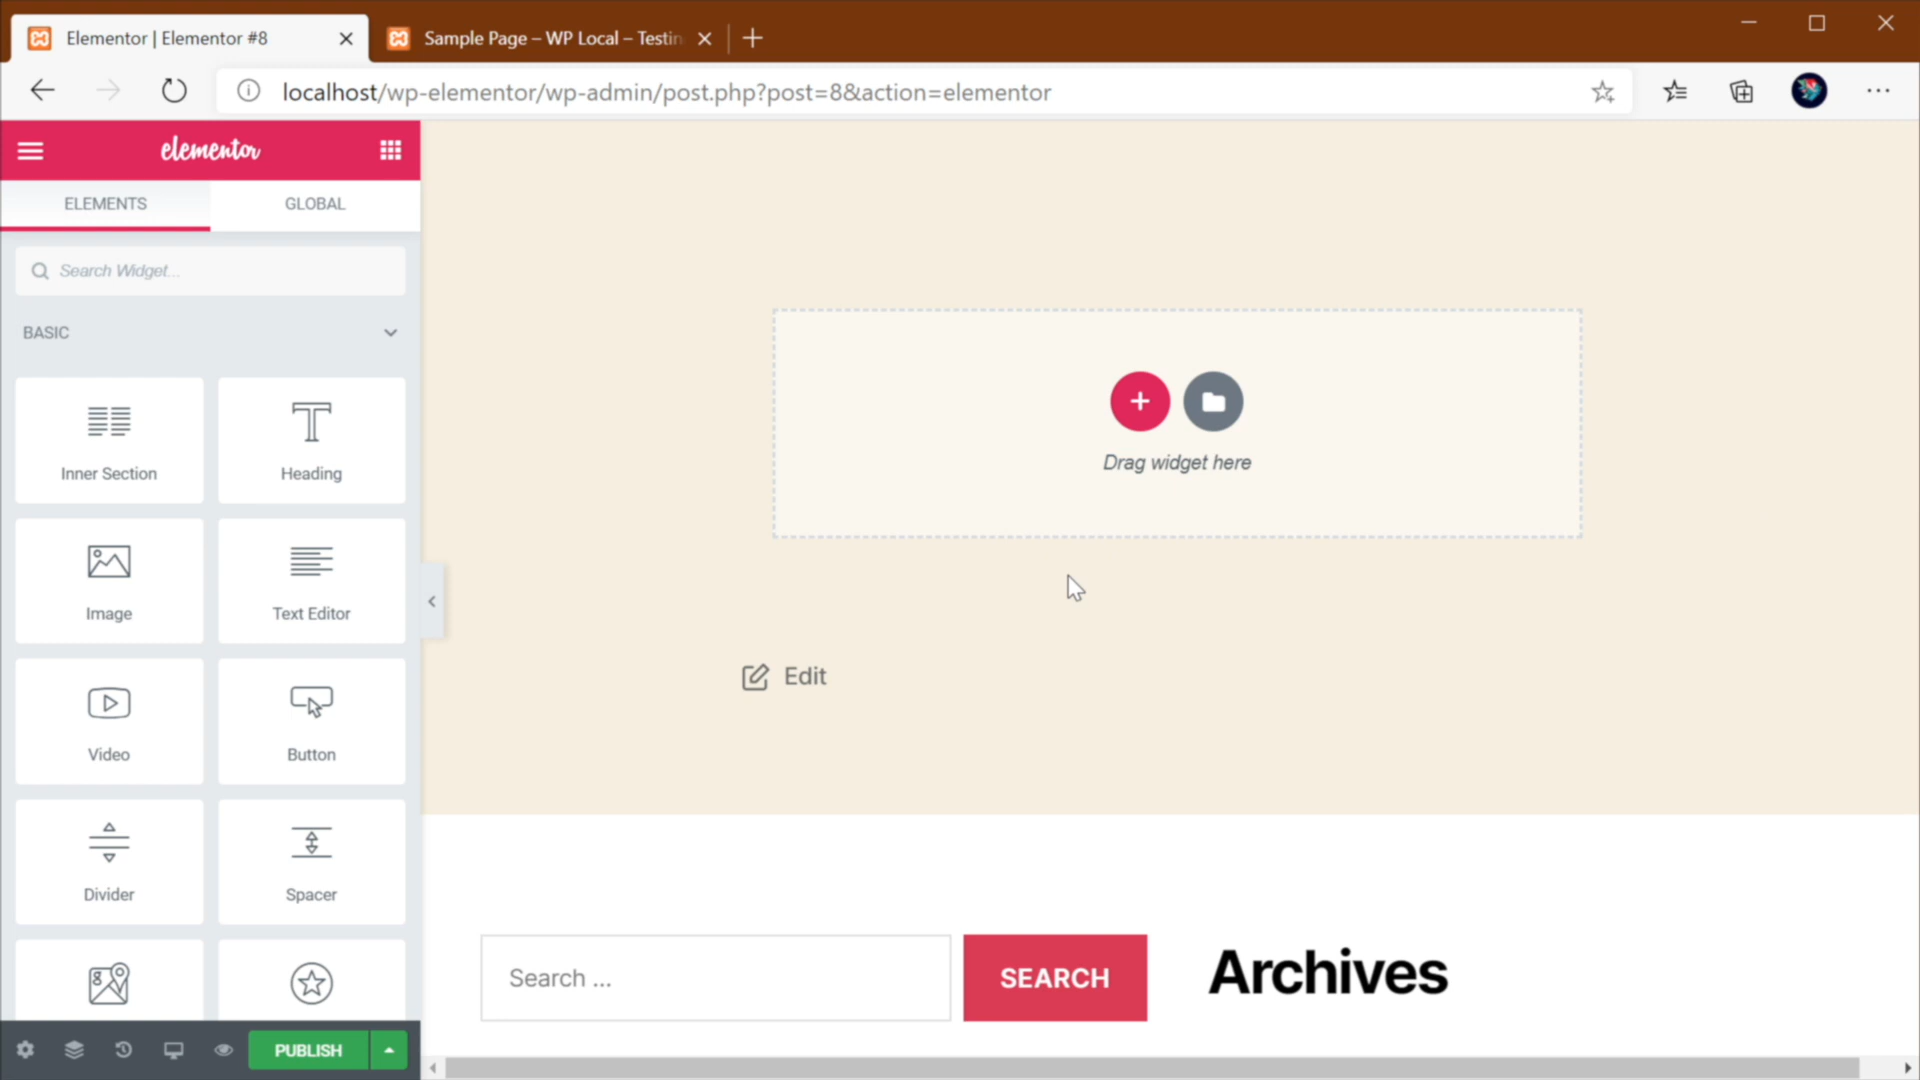 Elementor | Elementor #8
Sample Page – WP Local – Testin
localhost/wp-elementor/wp-admin/post.php?post=8&action=elementor
elementor
ELEMENTS
GLOBAL
Search Widget...
BASIC
Inner Section
Heading
Image
Text Editor
Video
Button
Divider
Spacer
PUBLISH
Drag widget here
Edit
Search ...
SEARCH
Archives